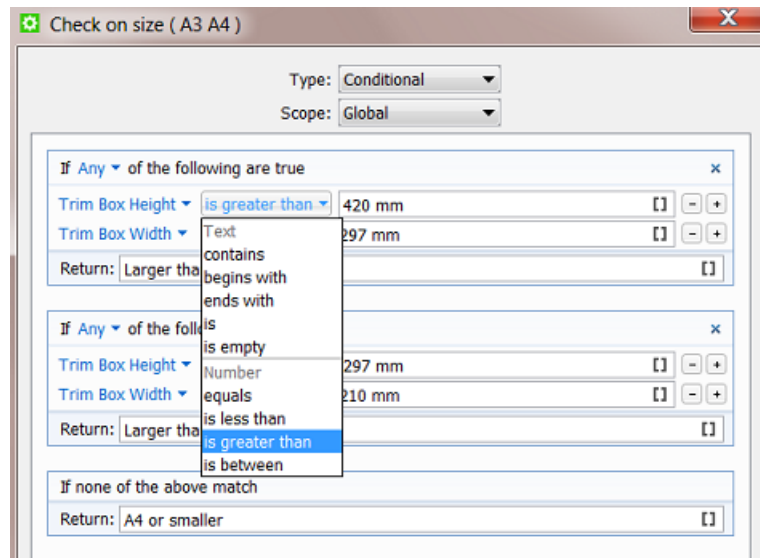 Check on size ( A3 A4 )
Type: Conditional
Scope: Global
If Any of the following are true
Trim Box Height is greater than 420 mm
Trim Box Width 297 mm
Return: Larger tha
Text
contains
begins with
ends with
is
is empty
Number
equals
is less than
is greater than
is between
If Any of the foll
Trim Box Height 297 mm
Trim Box Width 210 mm
Return: Larger tha
If none of the above match
Return: A4 or smaller